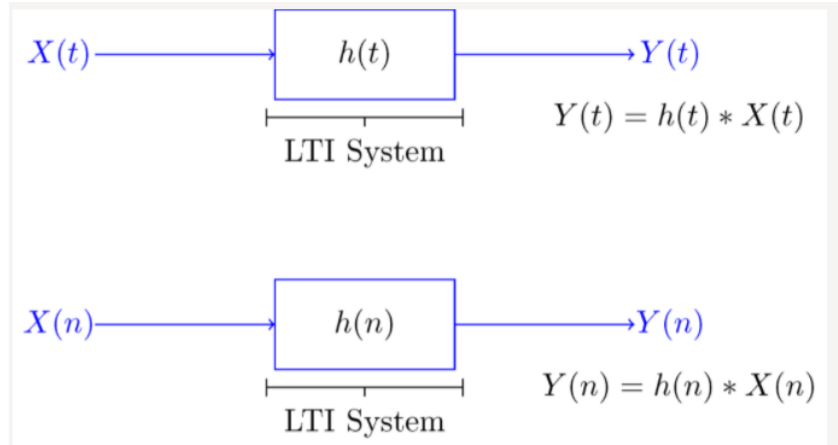 X(t) h(t) Y(t)
Y(t) = h(t) ∗ X(t)
LTI System
X(n) h(n) Y(n)
Y(n) = h(n) ∗ X(n)
LTI System